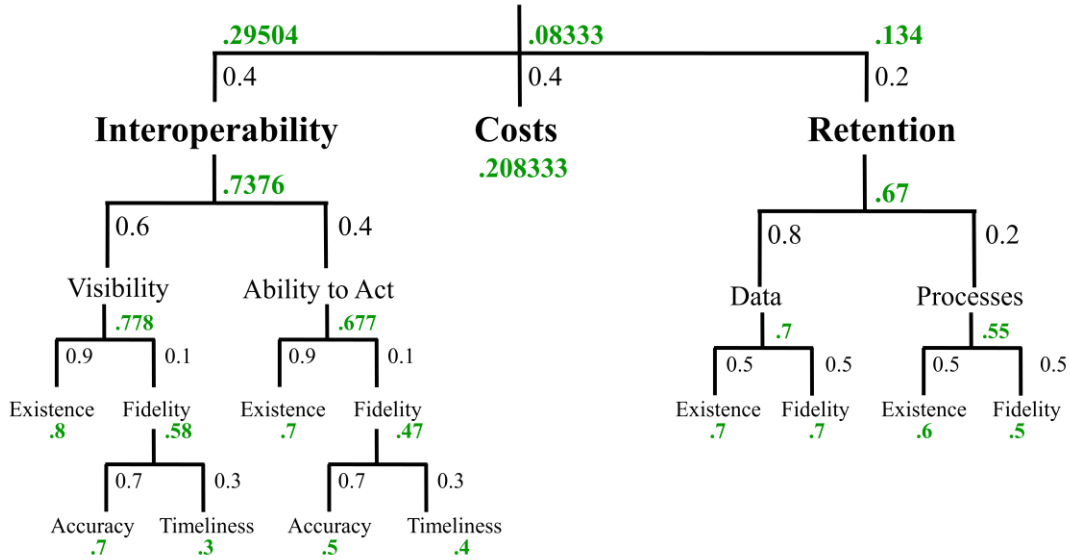 .29504 .08333 .134
0.4 0.4 0.2
Interoperability Costs Retention
.208333
.7376 .67
0.6 0.4 0.8 0.2
Visibility Ability to Act Data Processes
.778 .677 .7 .55
0.9 0.1 0.9 0.1 0.5 0.5 0.5 0.5
Existence Fidelity Existence Fidelity Existence Fidelity Existence Fidelity
.8 .58 .7 .47 .7 .7 .6 .5
0.7 0.3 0.7 0.3
Accuracy Timeliness Accuracy Timeliness
.7 .3 .5 .4